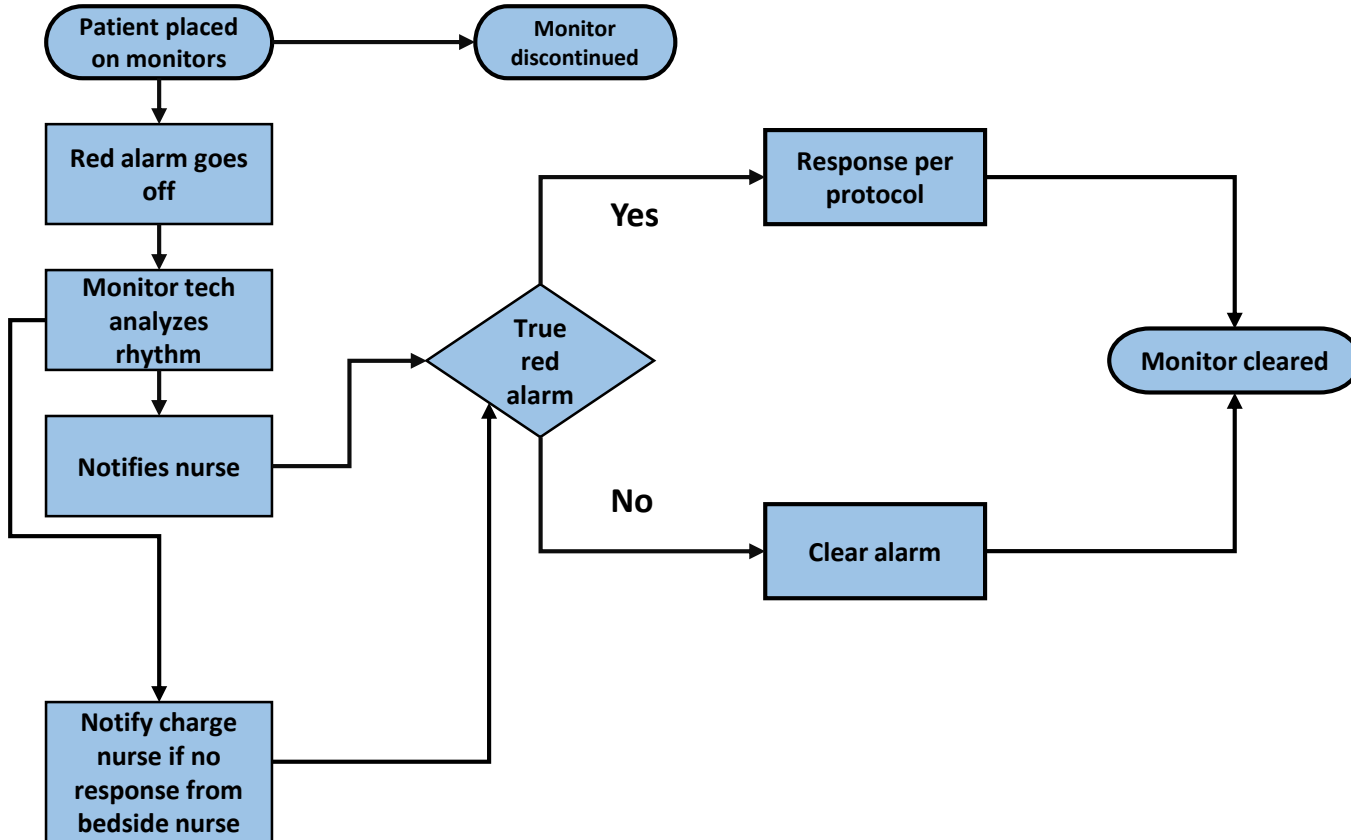 Patient placed
on monitors
Monitor
discontinued
Red alarm goes
off
Monitor tech
analyzes
rhythm
Notifies nurse
Notify charge
nurse if no
response from
bedside nurse
True
red
alarm
Yes
Response per
protocol
No
Clear alarm
Monitor cleared